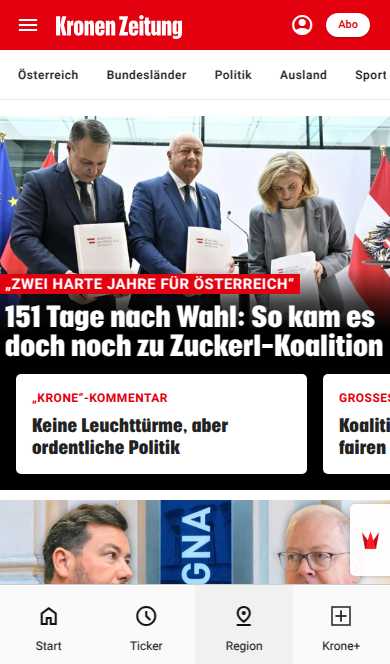 Kronen Zeitung
Abo
Österreich Bundesländer Politik Ausland Sport
„ZWEI HARTE JAHRE FÜR ÖSTERREICH“
151 Tage nach Wahl: So kam es
doch noch zu Zuckerl-Koalition
„KRONE“-KOMMENTAR
Keine Leuchttürme, aber
ordentliche Politik
GROSSES
Koaliti
fairen
GNA
Start Ticker Region Krone+